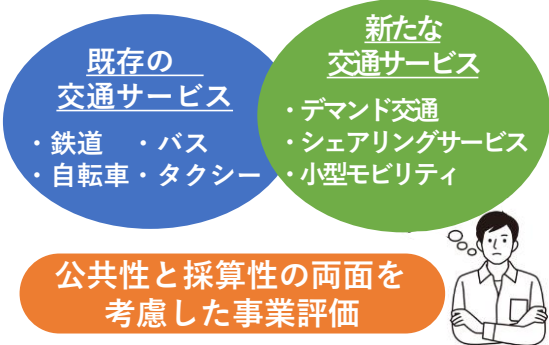 既存の
交通サービス
・鉄道　・バス
・自転車・タクシー
新たな
交通サービス
・デマンド交通
・シェアリングサービス
・小型モビリティ
公共性と採算性の両面を
考慮した事業評価